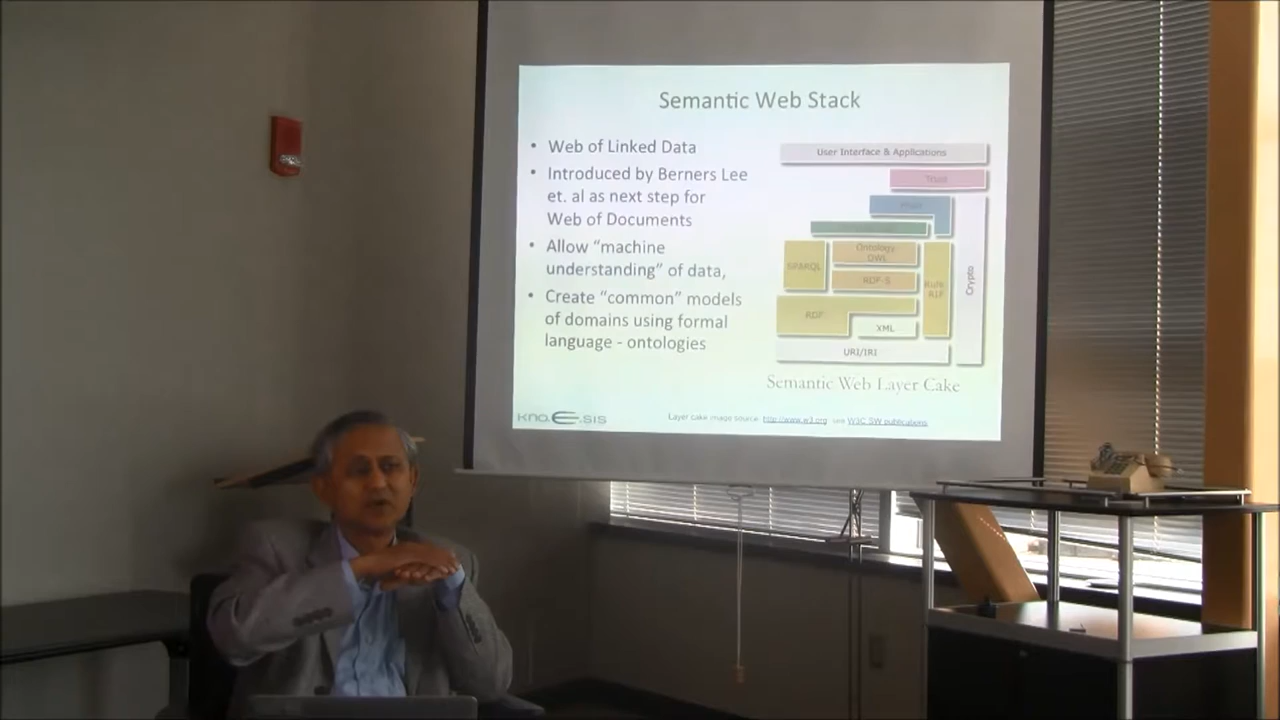 Semantic Web Stack
• Web of Linked Data
• Introduced by Berners Lee
et. al as next step for
Web of Documents
• Allow “machine
understanding” of data,
• Create “common” models
of domains using formal
language - ontologies
User Interface & Applications
Trust
Proof
SPARQL
Ontology:
OWL
RDF-S
RIF
RDF
XML
Crypto
URI/IRI
Semantic Web Layer Cake
kno.e.sis
Layer cake image source: http://www.w3.org see W3C SW publications